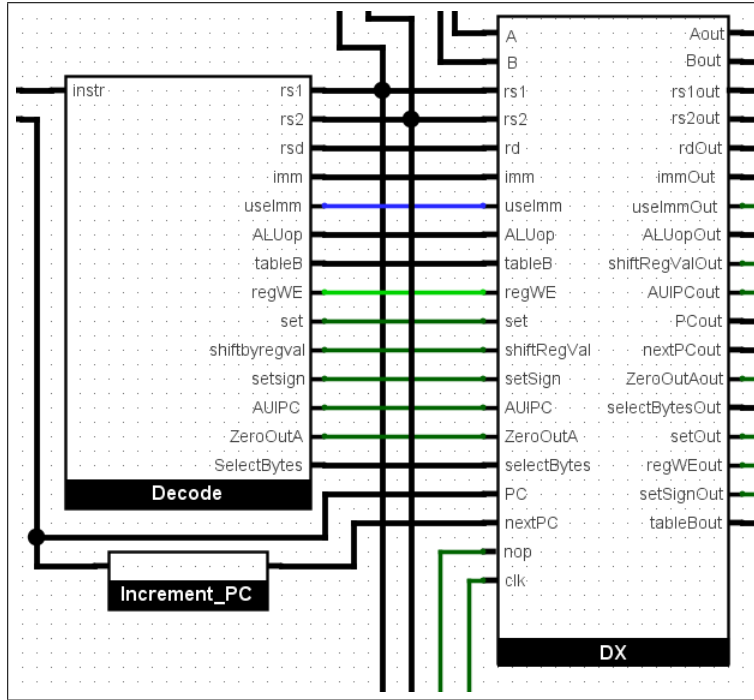 A Aout
B Bout
instr rs1 rs1 rs1out
rs2 rs2 rs2out
rsd rd rdOut
imm imm immOut
useImm useImm useImmOut
ALUop ALUop ALUopOut
tableB tableB shiftRegValOut
regWE regWE AUIPCout
set set PCout
shiftbyregval shiftRegVal nextPCout
setsign setSign ZeroOutAout
AUIPC AUIPC selectBytesOut
ZeroOutA ZeroOutA setOut
SelectBytes selectBytes regWEout
Decode PC setSignOut
nextPC tableBout
nop
Increment_PC clk
DX